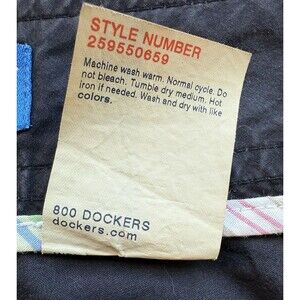 STYLE NUMBER
259550659
Machine wash warm. Normal cycle. Do
not bleach. Tumble dry medium. Hot
iron if needed. Wash and dry with like
colors.
800 DOCKERS
dockers.com